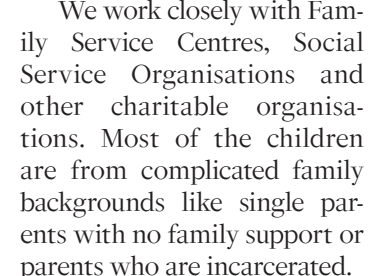 We work closely with Fam-
ily Service Centres, Social
Service Organisations and
other charitable organisa-
tions. Most of the children
are from complicated family
backgrounds like single par-
ents with no family support or
parents who are incarcerated.